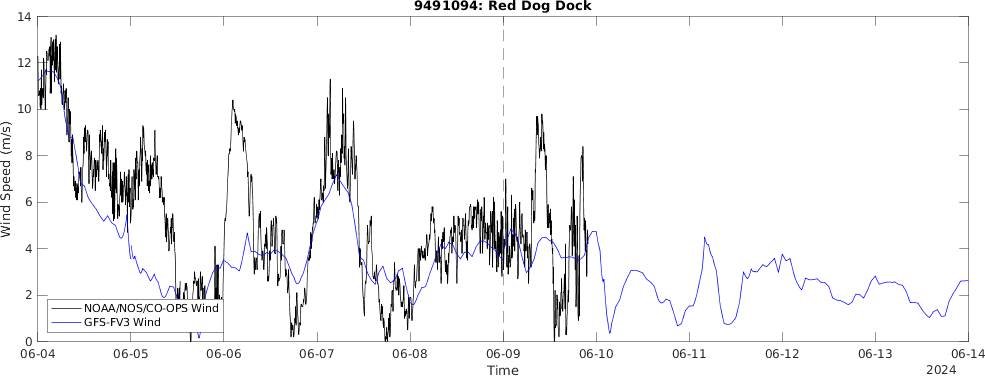 9491094: Red Dog Dock
14
12
10
8
6
4
2
0
Wind Speed (m/s)
NOAA/NOS/CO-OPS Wind
GFS-FV3 Wind
06-04 06-05 06-06 06-07 06-08 06-09 06-10 06-11 06-12 06-13 06-14
Time
2024